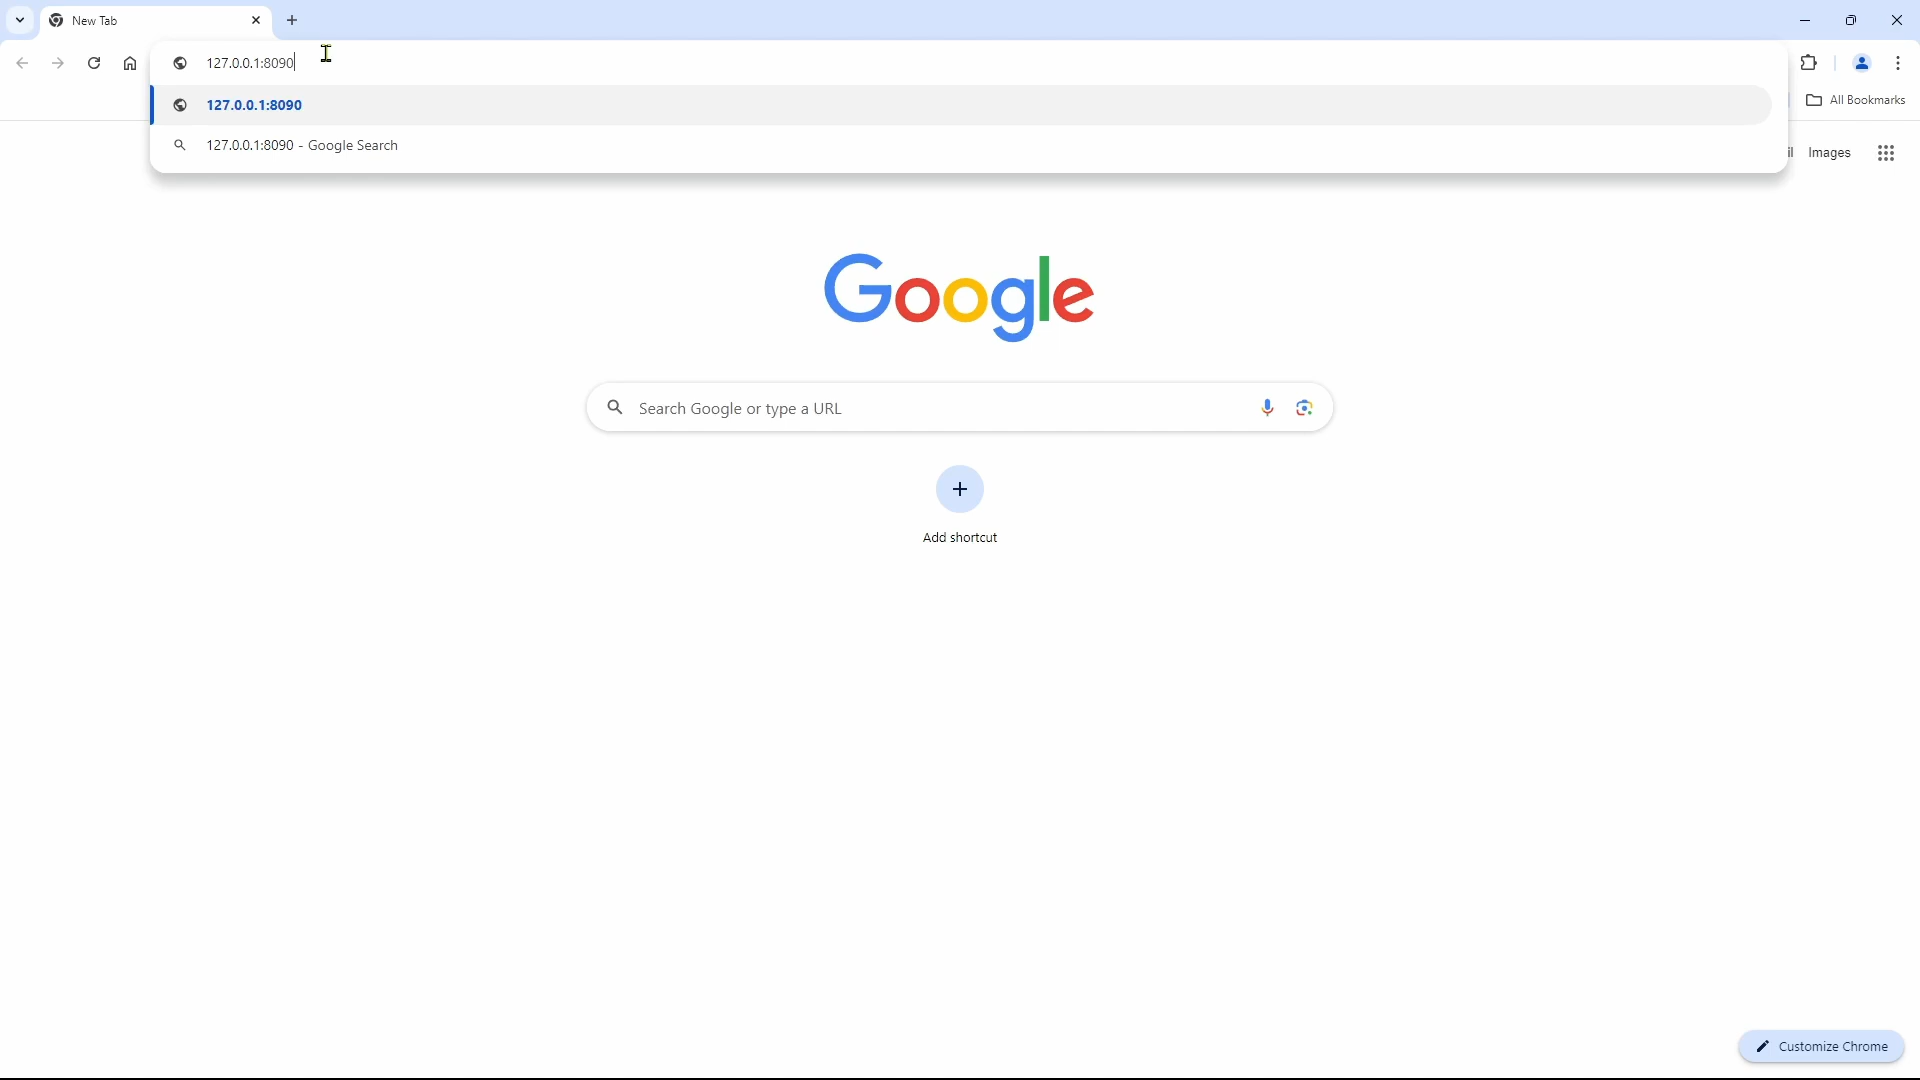 New Tab
127.0.0.1:8090
127.0.0.1:8090
127.0.0.1:8090 - Google Search
All Bookmarks
Images
Google
Search Google or type a URL
Add shortcut
Customize Chrome